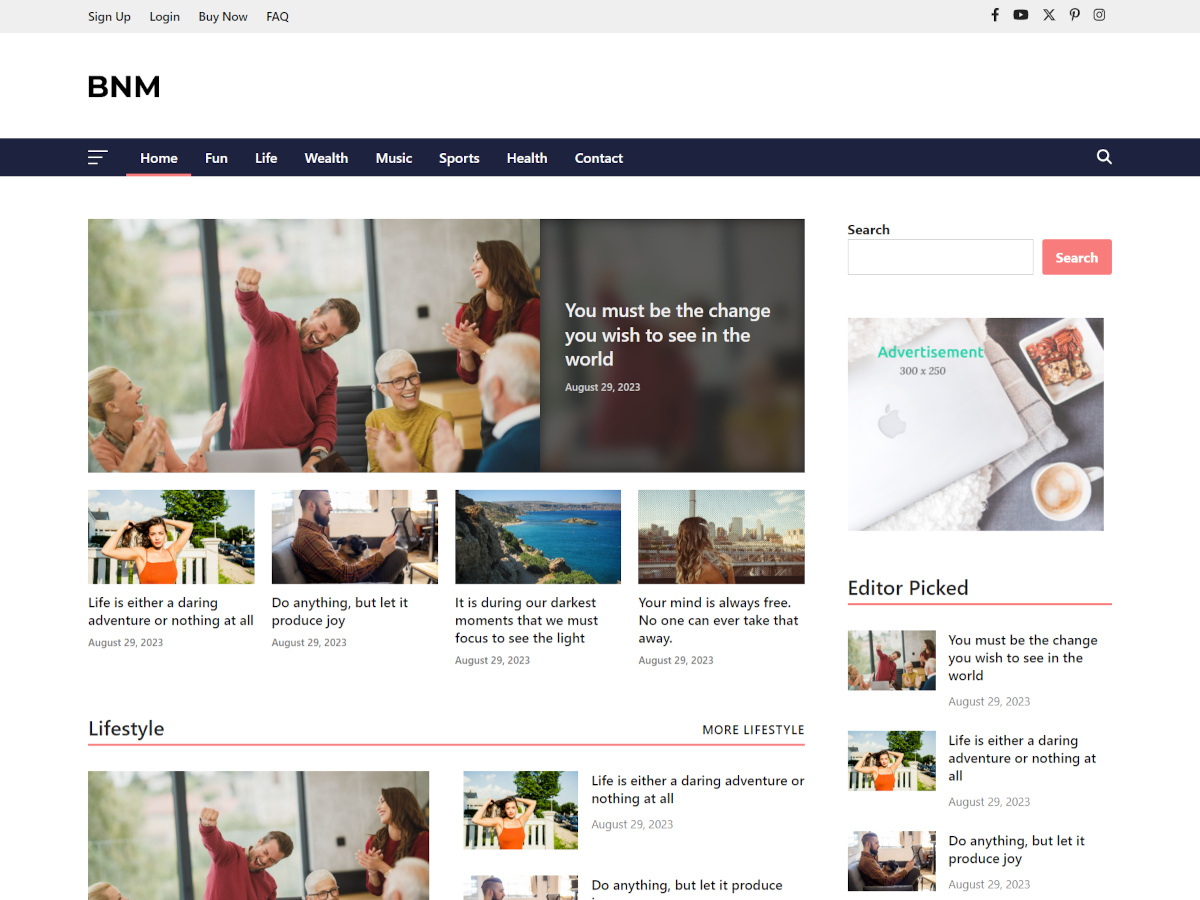 Sign Up Login Buy Now FAQ
BNM
Home Fun Life Wealth Music Sports Health Contact
You must be the change
you wish to see in the
world
August 29, 2023
Life is either a daring
adventure or nothing at all
August 29, 2023
Do anything, but let it
produce joy
August 29, 2023
It is during our darkest
moments that we must
focus to see the light
August 29, 2023
Your mind is always free.
No one can ever take that
away.
August 29, 2023
Lifestyle MORE LIFESTYLE
Life is either a daring adventure or
nothing at all
August 29, 2023
Do anything, but let it produce
Search
Search
Advertisement
300 x 250
Editor Picked
You must be the change
you wish to see in the
world
August 29, 2023
Life is either a daring
adventure or nothing at
all
August 29, 2023
Do anything, but let it
produce joy
August 29, 2023